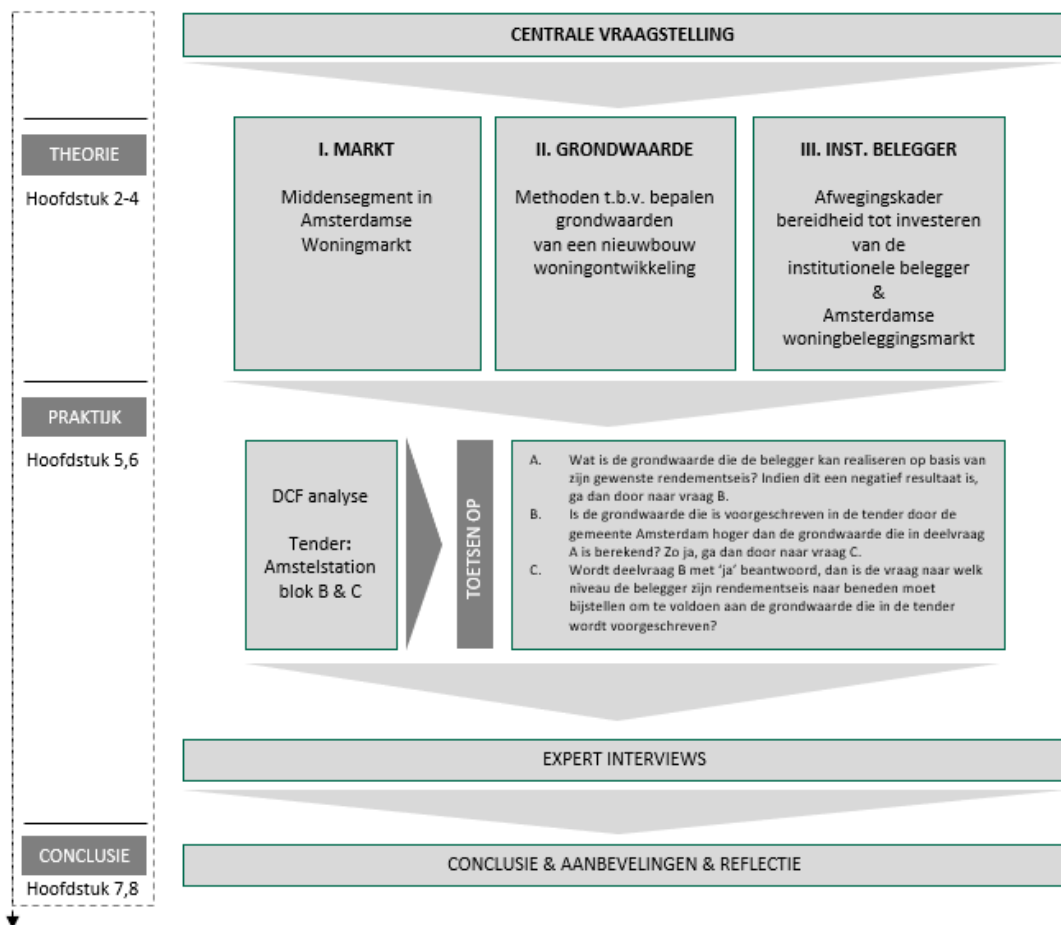 CENTRALE VRAAGSTELLING
THEORIE
Hoofdstuk 2-4
I. MARKT
Middensegment in
Amsterdamse
Woningmarkt
II. GRONDWAARDE
Methoden t.b.v. bepalen
grondwaarden
van een nieuwbouw
woningontwikkeling
III. INST. BELEGGER
Afwegingskader
bereidheid tot investeren
van de
institutionele belegger
&
Amsterdamse
woningbeleggingsmarkt
PRAKTIJK
Hoofdstuk 5,6
DCF analyse
Tender:
Amstelstation
blok B & C
TOETSEN OP
A. Wat is de grondwaarde die de belegger kan realiseren op basis van
zijn gewenste rendementseis? Indien dit een negatief resultaat is,
ga dan door naar vraag B.
B. Is de grondwaarde die is voorgeschreven in de tender door de
gemeente Amsterdam hoger dan de grondwaarde die in deelvraag
A is berekend? Zo ja, ga dan door naar vraag C.
C. Wordt deelvraag B met ‘ja’ beantwoord, dan is de vraag naar welk
niveau de belegger zijn rendementseis naar beneden moet
bijstellen om te voldoen aan de grondwaarde die in de tender
wordt voorgeschreven?
EXPERT INTERVIEWS
CONCLUSIE
Hoofdstuk 7,8
CONCLUSIE & AANBEVELINGEN & REFLECTIE